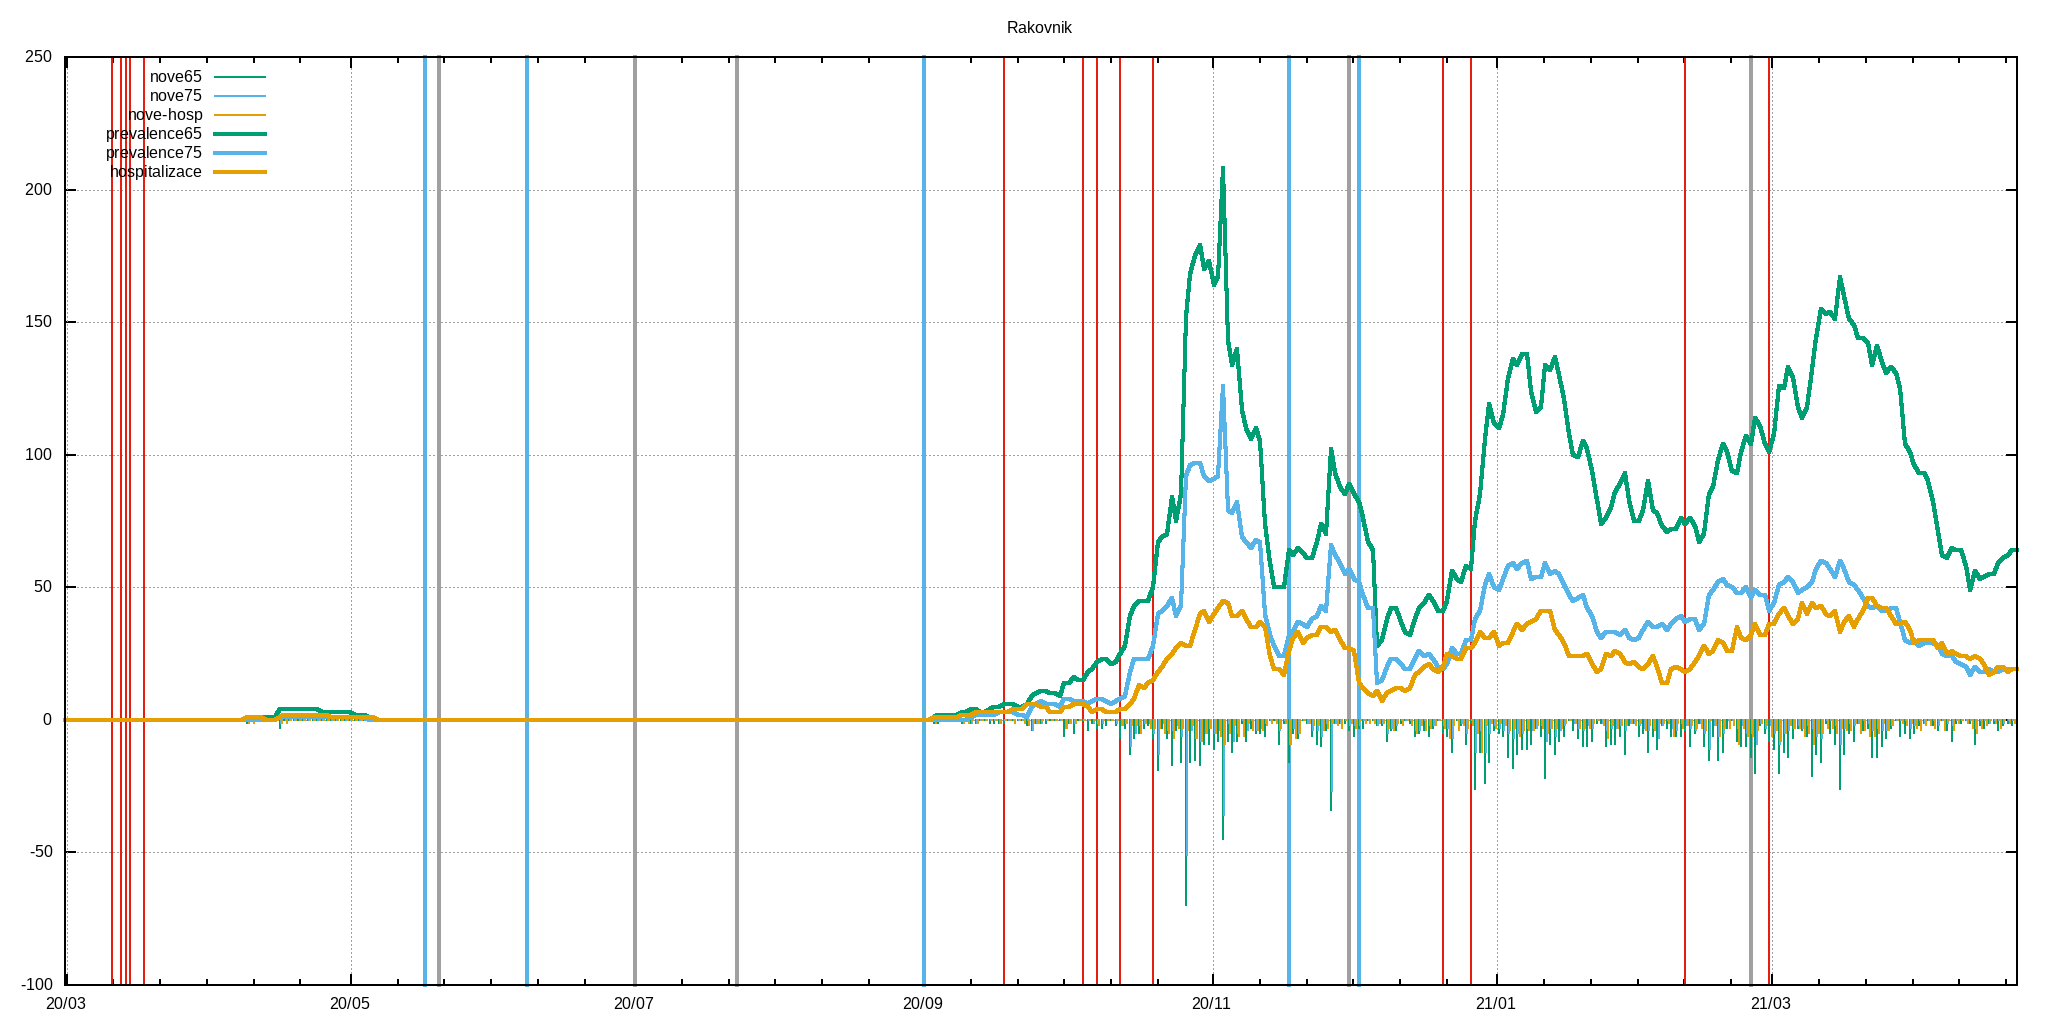 Rakovnik
250
200
150
100
50
0
-50
-100
nove65
nove75
nove-hosp
prevalence65
prevalence75
hospitalizace
20/03 20/05 20/07 20/09 20/11 21/01 21/03